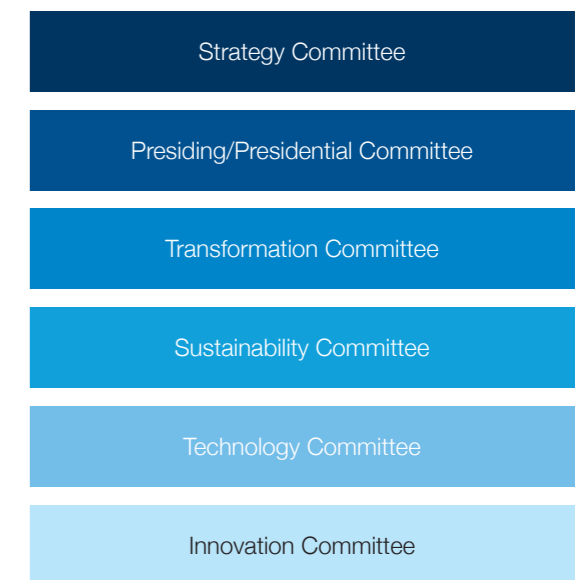 Strategy Committee
Presiding/Presidential Committee
Transformation Committee
Sustainability Committee
Technology Committee
Innovation Committee